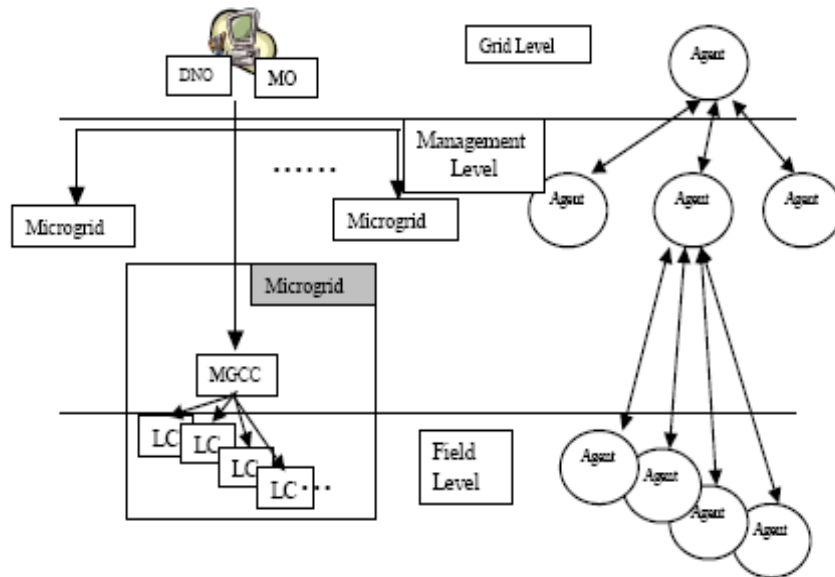 Grid Level
Agent
DNO
MO
Management
Level
......
Agent
Agent
Agent
Microgrid
Microgrid
Microgrid
MGCC
LC
LC
LC
LC ...
Field
Level
Agent
Agent
Agent
Agent